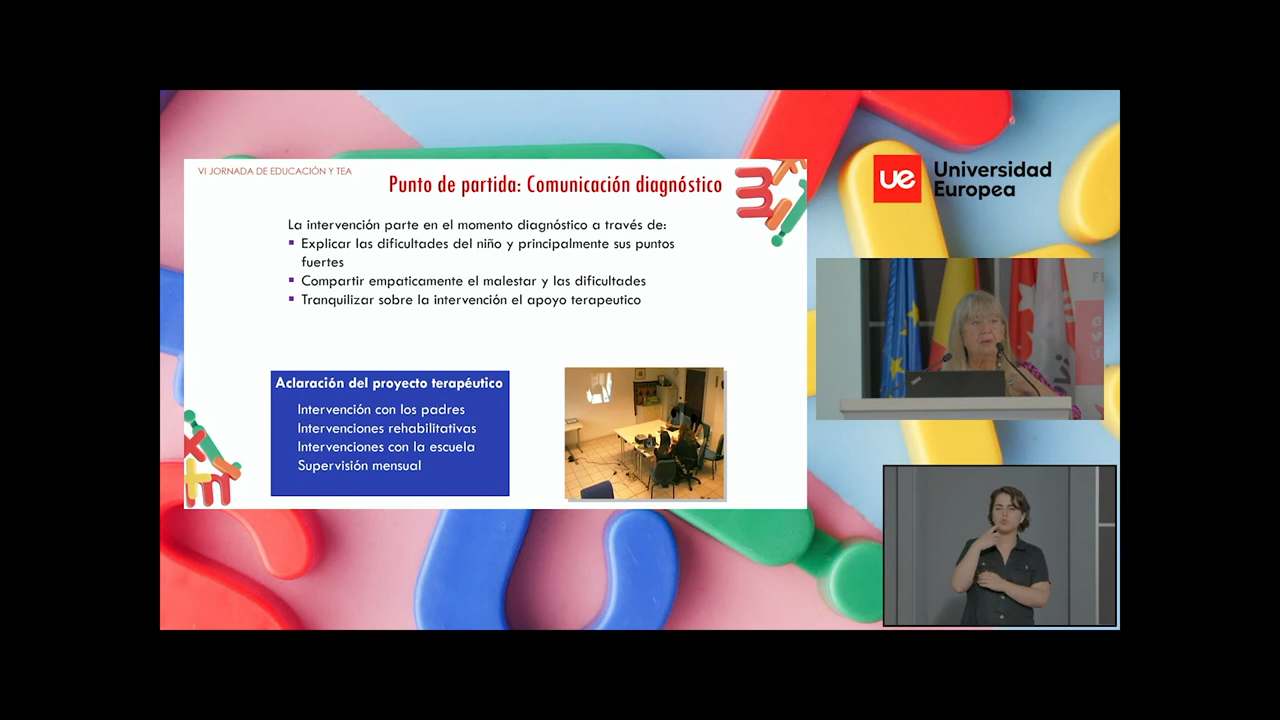 VI JORNADA DE EDUCACIÓN Y TEA
Punto de partida: Comunicación diagnóstico
La intervención parte en el momento diagnóstico a través de:
Explicar las dificultades del niño y principalmente sus puntos
fuertes
Compartir empaticamente el malestar y las dificultades
Tranquilizar sobre la intervención el apoyo terapeutico
Aclaración del proyecto terapéutico
Intervención con los padres
Intervenciones rehabilitativas
Intervenciones con la escuela
Supervisión mensual
ue
Universidad
Europea